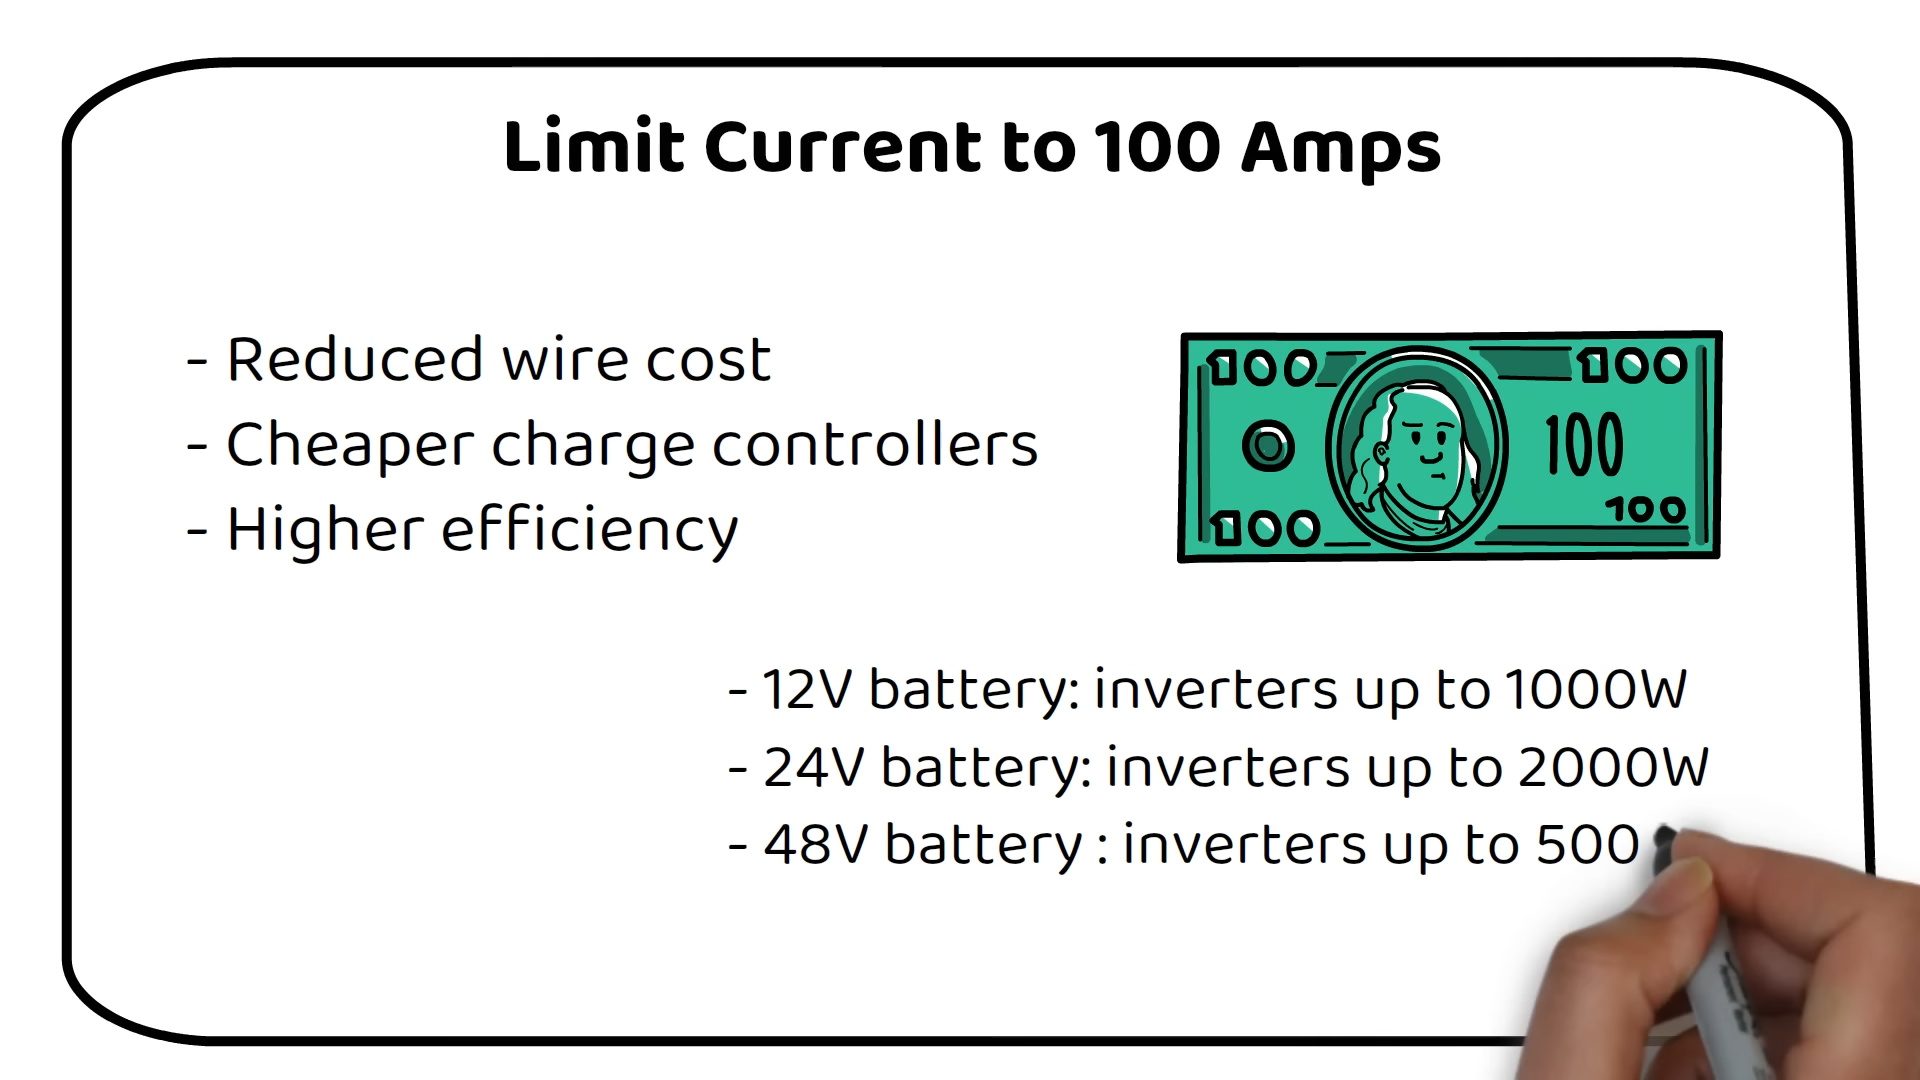 Limit Current to 100 Amps
- Reduced wire cost
- Cheaper charge controllers
- Higher efficiency
100 100
100
100
100
- 12V battery: inverters up to 1000W
- 24V battery: inverters up to 2000W
- 48V battery : inverters up to 500